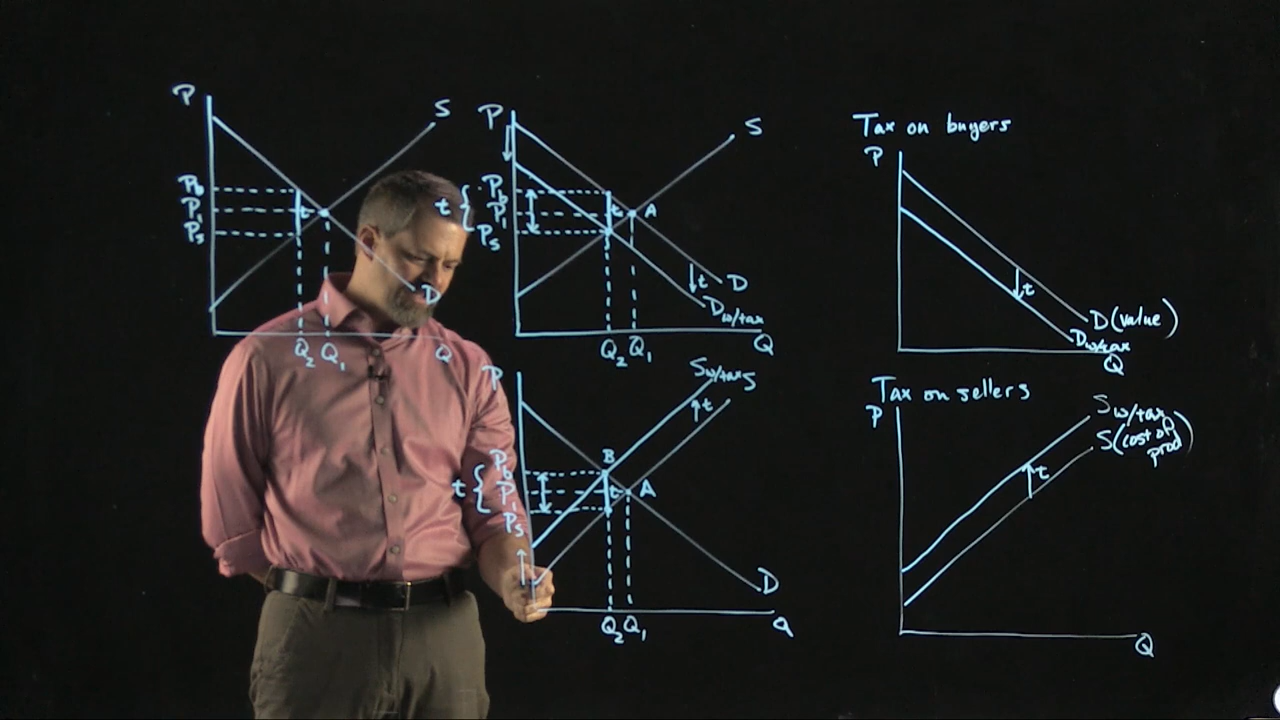 P
S
Pb
P1
Ps
t
D
Q2
Q1
Q
P
S
t
Pb
P1
Ps
t
A
D
t
Dw/tax
Q2
Q1
Q
P
Sw/tax
S
t
B
t
Pb
P1
Ps
t
A
D
Q2
Q1
Q
Tax on buyers
P
t
D (value)
Dw/tax
Q
Tax on sellers
P
Sw/tax
S (cost of
prod)
t
Q